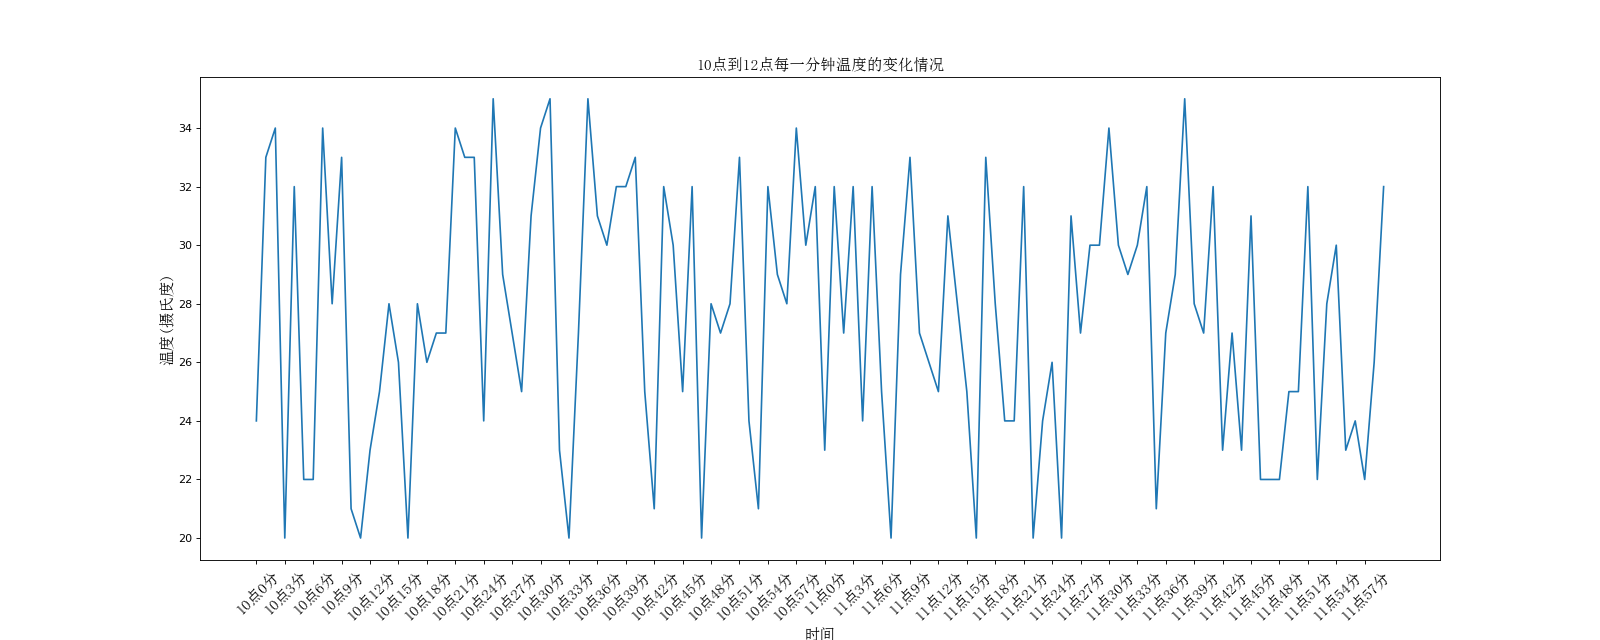 10点到12点每一分钟温度的变化情况
温度(摄氏度)
34
32
30
28
26
24
22
20
10点0分
10点3分
10点6分
10点9分
10点12分
10点15分
10点18分
10点21分
10点24分
10点27分
10点30分
10点33分
10点36分
10点39分
10点42分
10点45分
10点48分
10点51分
10点54分
10点57分
11点0分
11点3分
11点6分
11点9分
11点12分
11点15分
11点18分
11点21分
11点24分
11点27分
11点30分
11点33分
11点36分
11点39分
11点42分
11点45分
11点48分
11点51分
11点54分
11点57分
时间